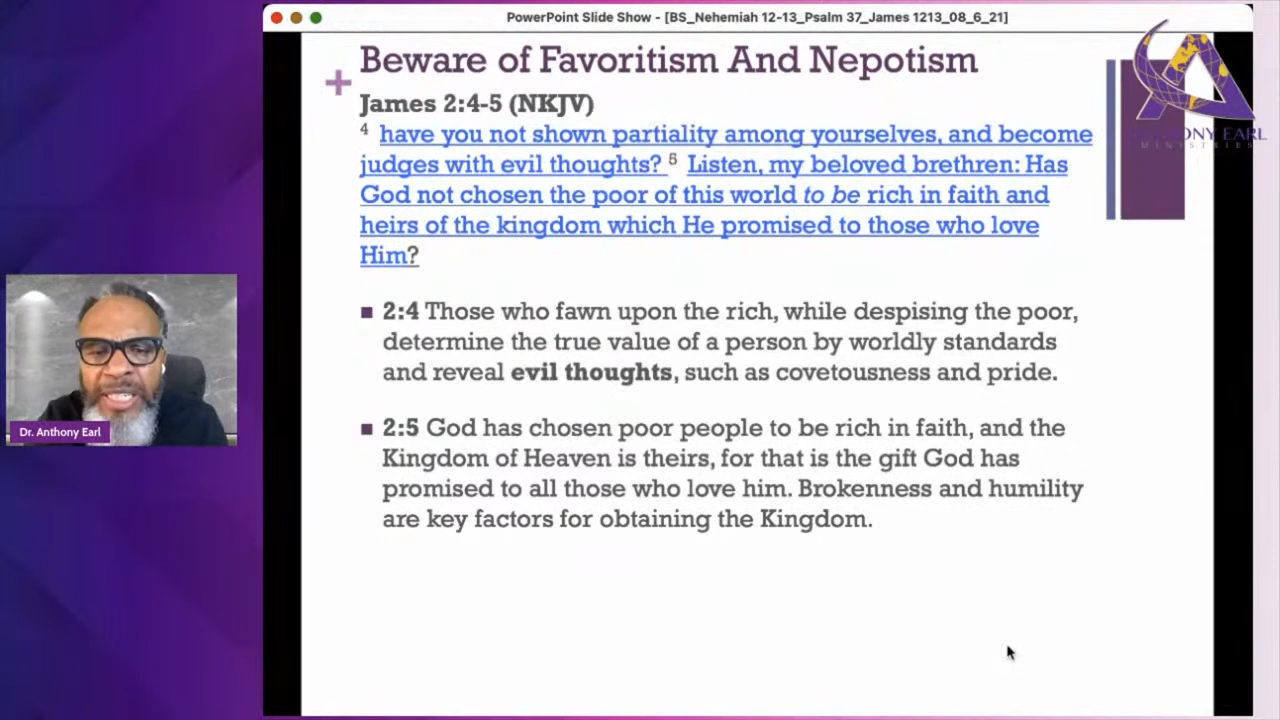 PowerPoint Slide Show - [BS_Nehemiah 12-13_Psalm 37_James 1213_08_6_21]
Beware of Favoritism And Nepotism
James 2:4-5 (NKJV)
4 have you not shown partiality among yourselves, and become
judges with evil thoughts? 5 Listen, my beloved brethren: Has
God not chosen the poor of this world to be rich in faith and
heirs of the kingdom which He promised to those who love
Him?
2:4 Those who fawn upon the rich, while despising the poor,
determine the true value of a person by worldly standards
and reveal evil thoughts, such as covetousness and pride.
2:5 God has chosen poor people to be rich in faith, and the
Kingdom of Heaven is theirs, for that is the gift God has
promised to all those who love him. Brokenness and humility
are key factors for obtaining the Kingdom.
EARL
MINISTRIES
Dr. Anthony Earl